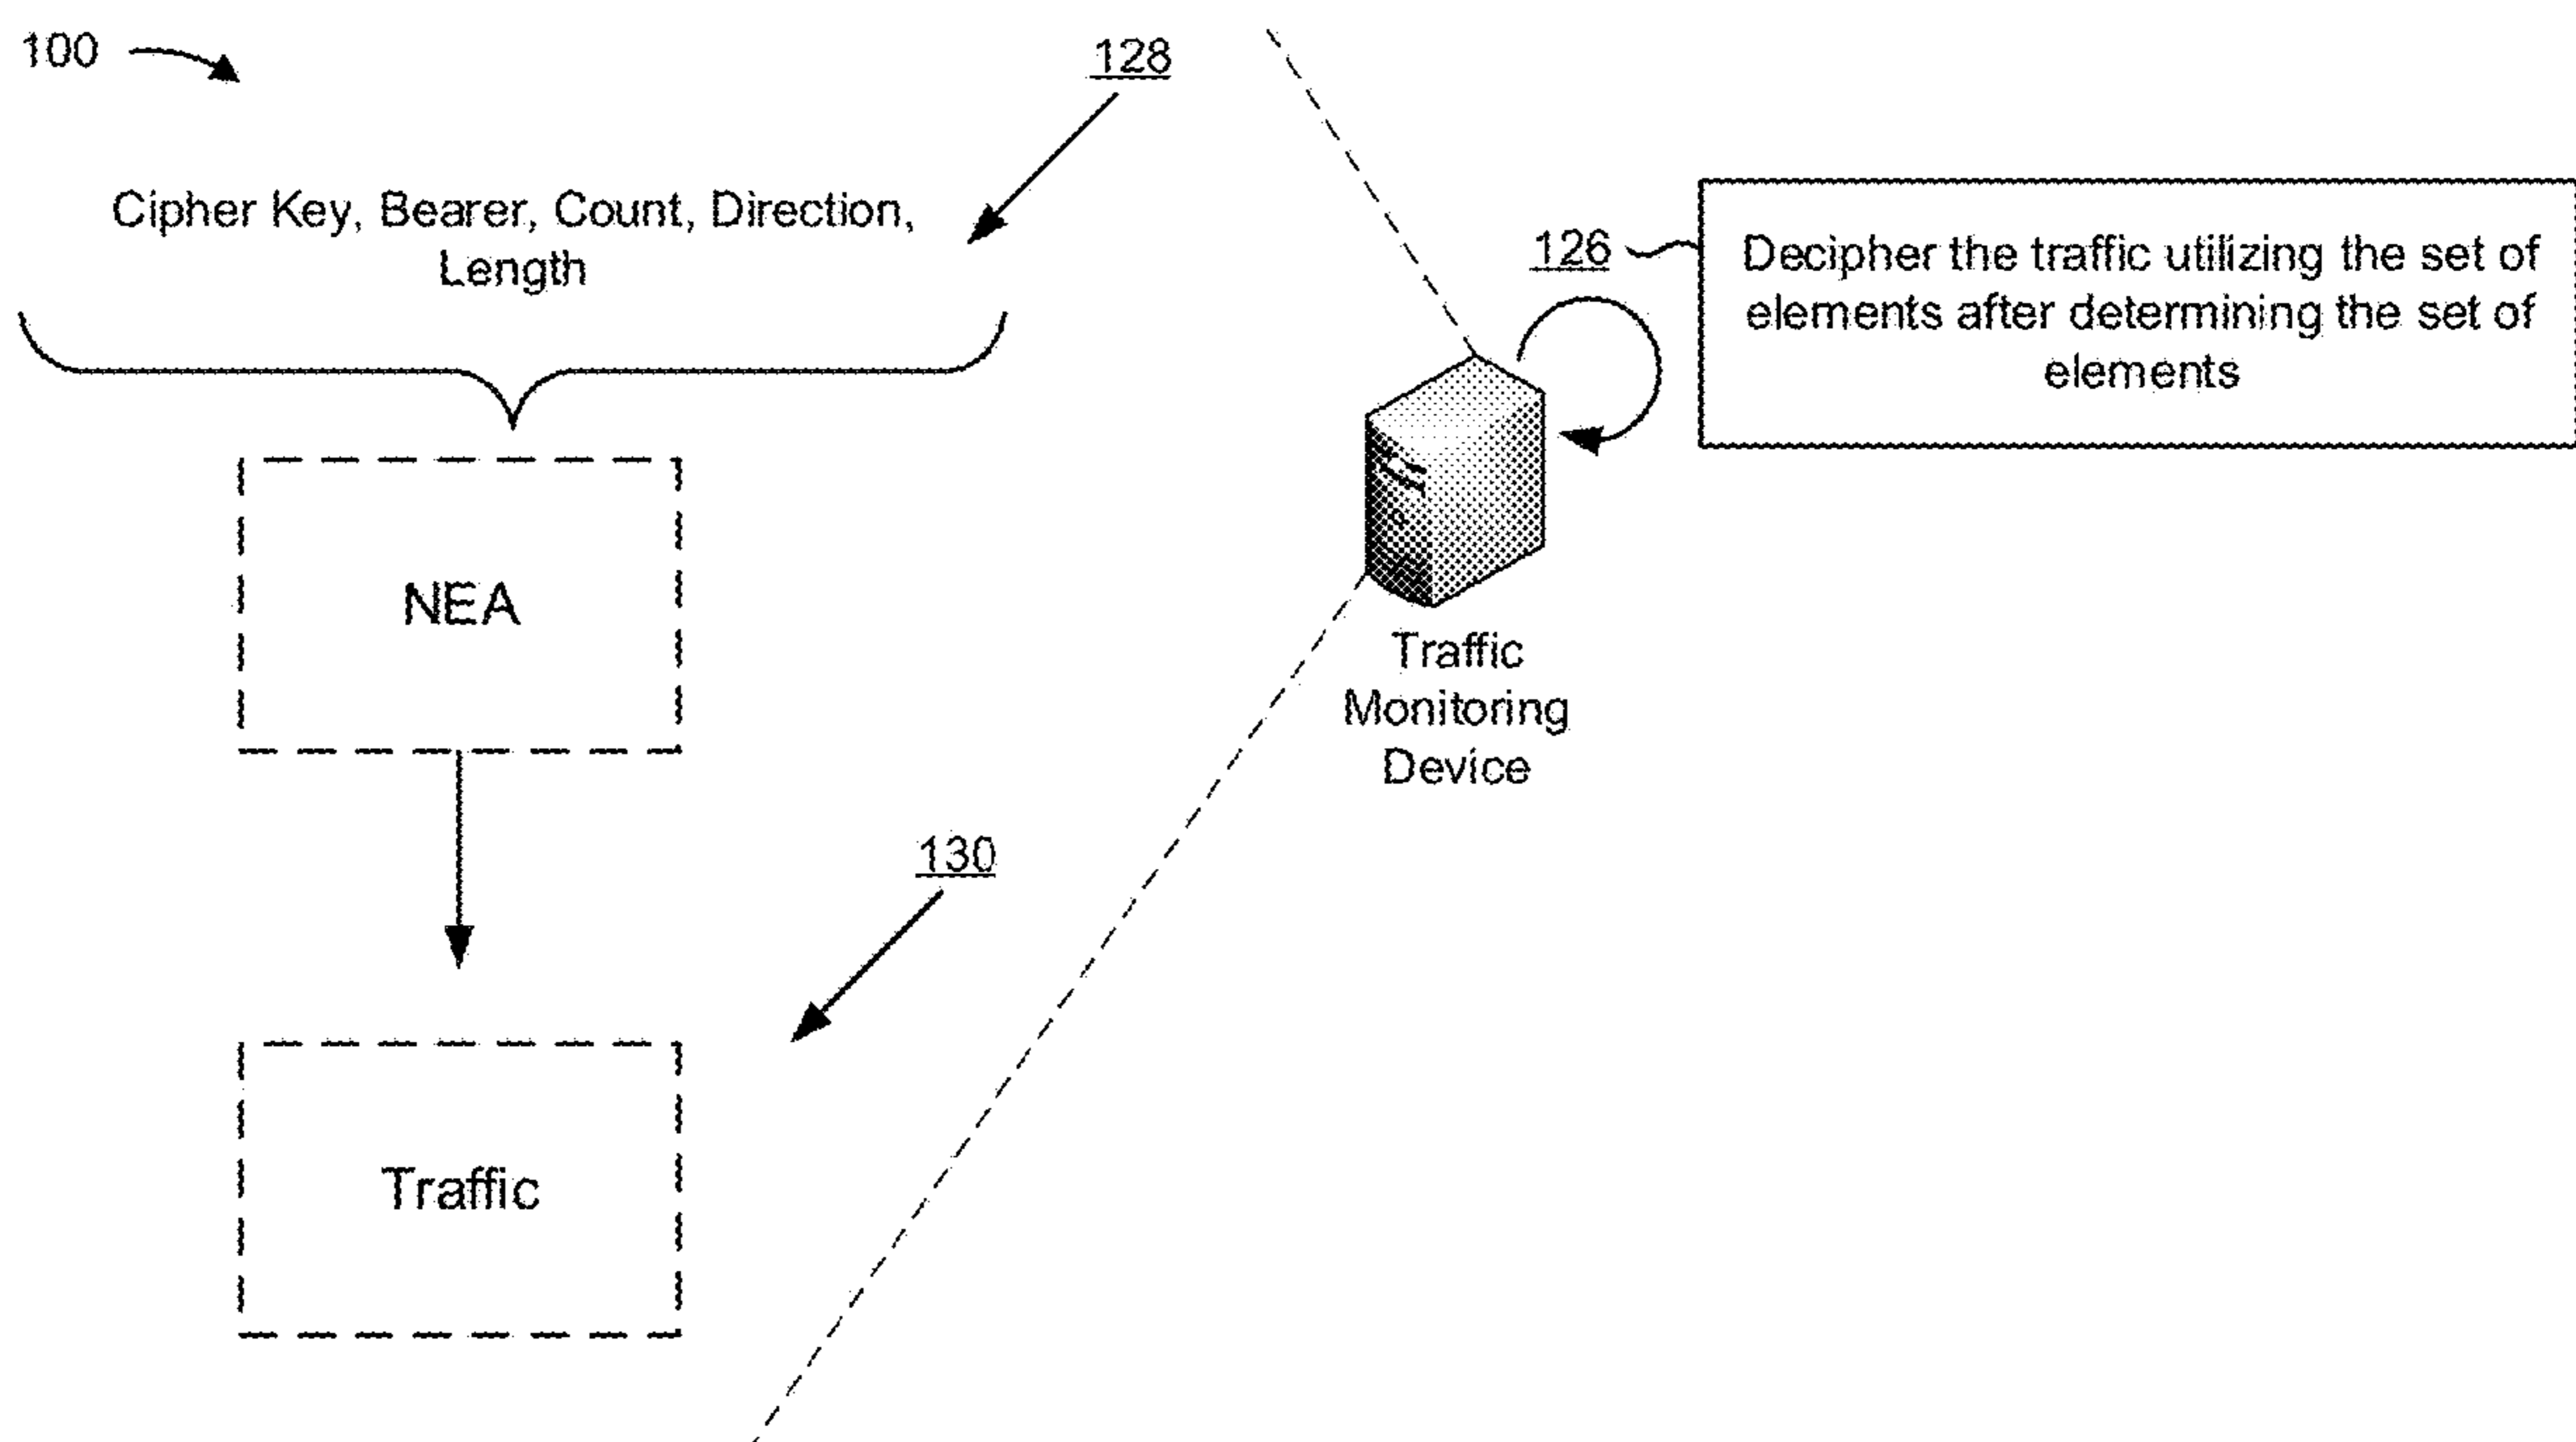 100
128
Cipher Key, Bearer, Count, Direction,
Length
126
Decipher the traffic utilizing the set of
elements after determining the set of
elements
NEA
Traffic
Monitoring
Device
130
Traffic